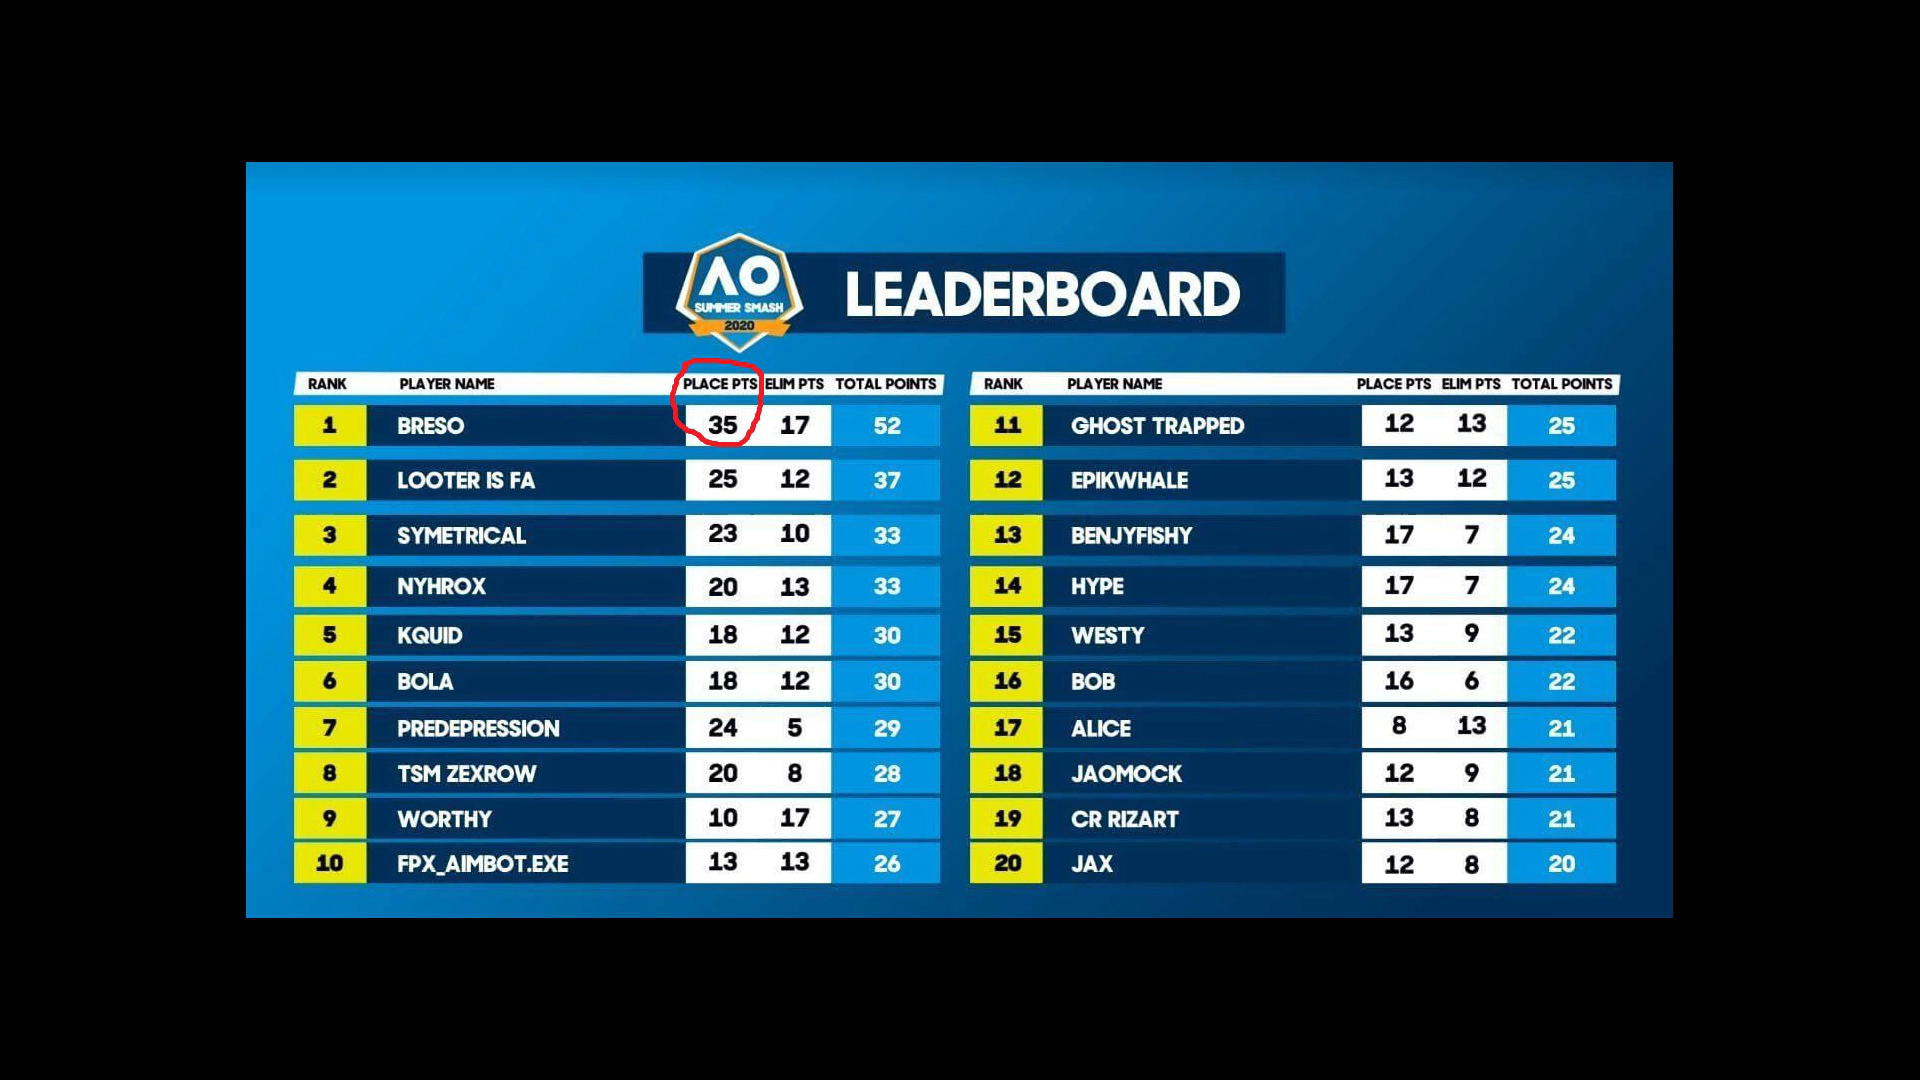 AO
SUMMER SMASH
2020
LEADERBOARD
RANK PLAYER NAME PLACE PTS ELIM PTS TOTAL POINTS
1 BRESO 35 17 52
2 LOOTER IS FA 25 12 37
3 SYMETRICAL 23 10 33
4 NYHROX 20 13 33
5 KQUID 18 12 30
6 BOLA 18 12 30
7 PREDEPRESSION 24 5 29
8 TSM ZEXROW 20 8 28
9 WORTHY 10 17 27
10 FPX_AIMBOT.EXE 13 13 26
RANK PLAYER NAME PLACE PTS ELIM PTS TOTAL POINTS
11 GHOST TRAPPED 12 13 25
12 EPIKWHALE 13 12 25
13 BENJYFISHY 17 7 24
14 HYPE 17 7 24
15 WESTY 13 9 22
16 BOB 16 6 22
17 ALICE 8 13 21
18 JAOMOCK 12 9 21
19 CR RIZART 13 8 21
20 JAX 12 8 20